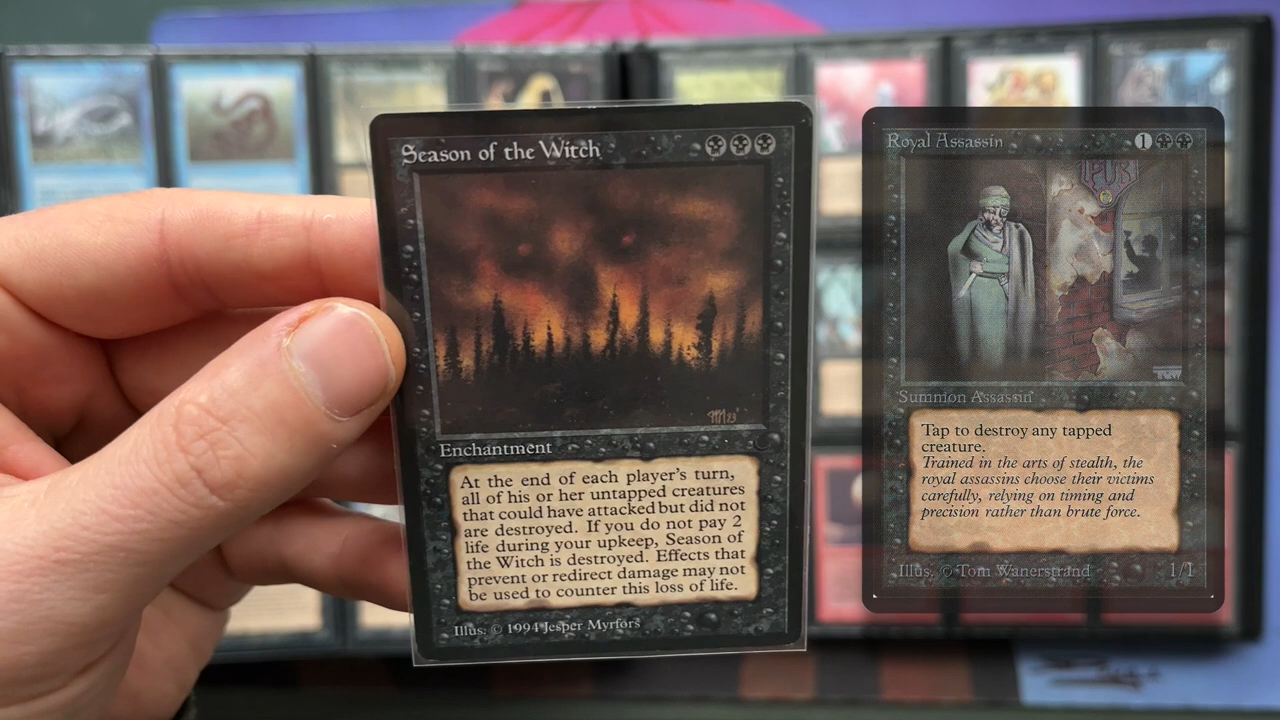 Season of the Witch
Enchantment
At the end of each player's turn,
all of his or her untapped creatures
that could have attacked but did not
are destroyed. If you do not pay 2
life during your upkeep, Season of
the Witch is destroyed. Effects that
prevent or redirect damage may not
be used to counter this loss of life.
Illus. © 1994 Jesper Myrfors
Royal Assassin 1
Summon Assassin
Tap to destroy any tapped
creature.
Trained in the arts of stealth, the
royal assassins choose their victims
carefully, relying on timing and
precision rather than brute force.
Illus. © Tom Wänerstrand 1/1